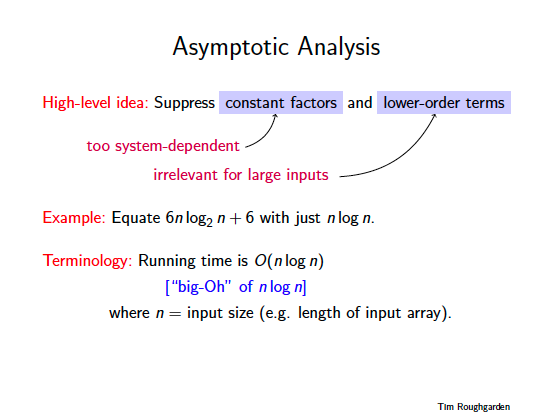 Asymptotic Analysis
High-level idea: Suppress constant factors and lower-order terms
too system-dependent
irrelevant for large inputs
Example: Equate 6n log₂ n + 6 with just n log n.
Terminology: Running time is O(n log n)
[“big-Oh” of n log n]
where n = input size (e.g. length of input array).
Tim Roughgarden